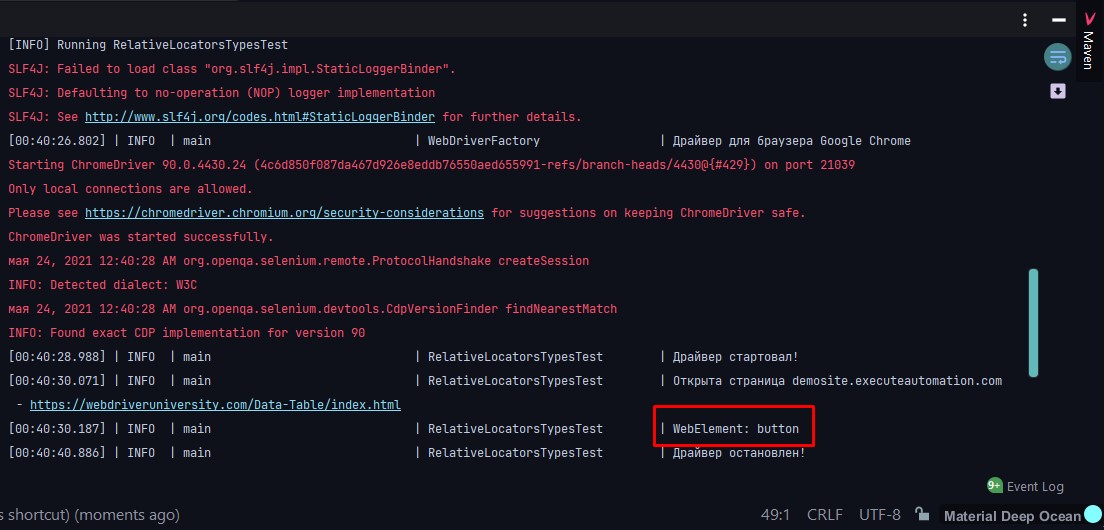 Maven
[INFO] Running RelativeLocatorsTypesTest
SLF4J: Failed to load class "org.slf4j.impl.StaticLoggerBinder".
SLF4J: Defaulting to no-operation (NOP) logger implementation
SLF4J: See http://www.slf4j.org/codes.html#StaticLoggerBinder for further details.
[00:40:26.802] | INFO | main | WebDriverFactory | Драйвер для браузера Google Chrome
Starting ChromeDriver 90.0.4430.24 (4c6d850f087da467d926e8eddb76550aed655991-refs/branch-heads/4430@{#429}) on port 21039
Only local connections are allowed.
Please see https://chromedriver.chromium.org/security-considerations for suggestions on keeping ChromeDriver safe.
ChromeDriver was started successfully.
мая 24, 2021 12:40:28 AM org.openqa.selenium.remote.ProtocolHandshake createSession
INFO: Detected dialect: W3C
мая 24, 2021 12:40:28 AM org.openqa.selenium.devtools.CdpVersionFinder findNearestMatch
INFO: Found exact CDP implementation for version 90
[00:40:28.988] | INFO | main | RelativeLocatorsTypesTest | Драйвер стартовал!
[00:40:30.071] | INFO | main | RelativeLocatorsTypesTest | Открыта страница demosite.executeautomation.com
- https://webdriveruniversity.com/Data-Table/index.html
[00:40:30.187] | INFO | main | RelativeLocatorsTypesTest | WebElement: button
[00:40:40.886] | INFO | main | RelativeLocatorsTypesTest | Драйвер остановлен!
9+ Event Log
s shortcut) (moments ago) 49:1 CRLF UTF-8 Material Deep Ocean